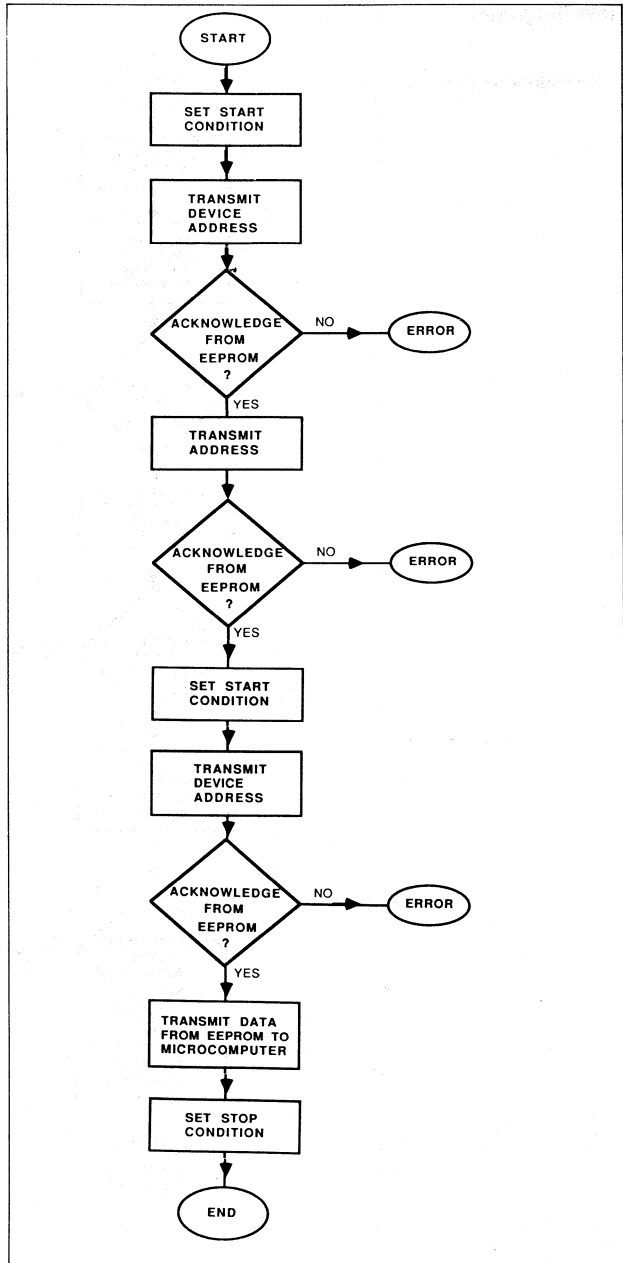 START
SET START
CONDITION
TRANSMIT
DEVICE
ADDRESS
ACKNOWLEDGE
FROM
EEPROM
?
NO
ERROR
YES
TRANSMIT
ADDRESS
ACKNOWLEDGE
FROM
EEPROM
?
NO
ERROR
YES
SET START
CONDITION
TRANSMIT
DEVICE
ADDRESS
ACKNOWLEDGE
FROM
EEPROM
?
NO
ERROR
YES
TRANSMIT DATA
FROM EEPROM TO
MICROCOMPUTER
SET STOP
CONDITION
END